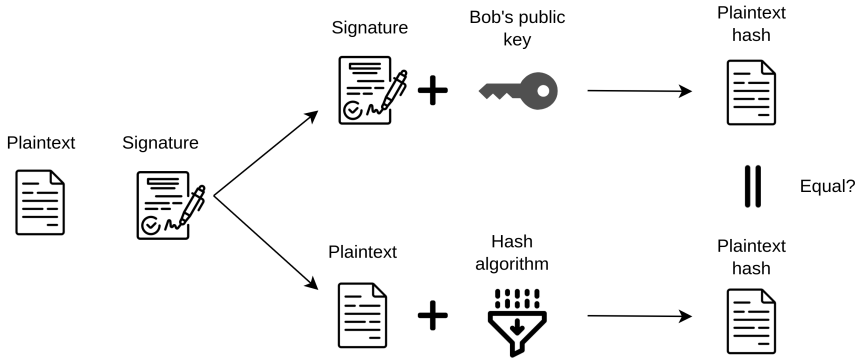 Plaintext
Signature
Signature
Bob's public
key
Plaintext
hash
Equal?
Plaintext
Hash
algorithm
Plaintext
hash